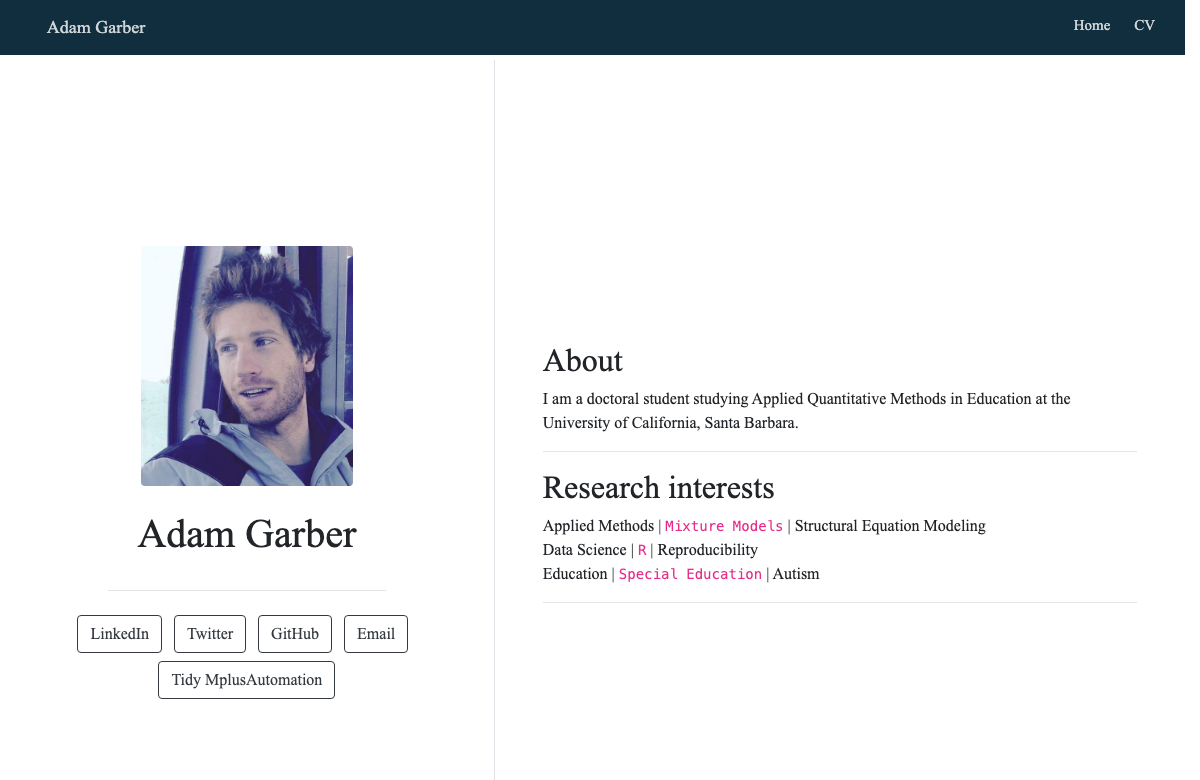 Adam Garber
Home CV
Adam Garber
LinkedIn Twitter GitHub Email
Tidy MplusAutomation
About
I am a doctoral student studying Applied Quantitative Methods in Education at the
University of California, Santa Barbara.
Research interests
Applied Methods | Mixture Models | Structural Equation Modeling
Data Science | R | Reproducibility
Education | Special Education | Autism